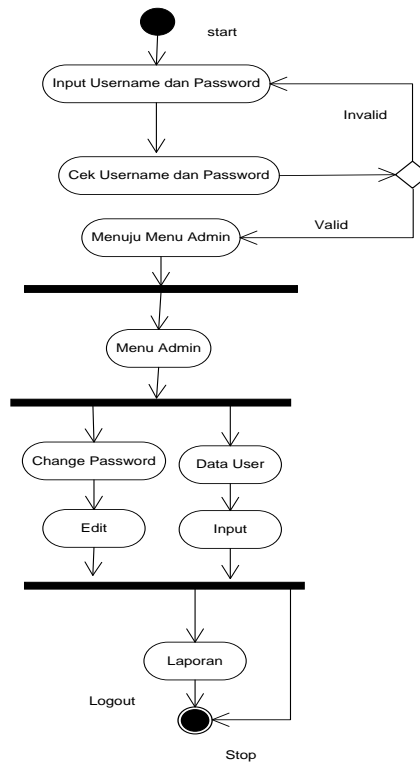 start
Input Username dan Password
Invalid
Cek Username dan Password
Valid
Menuju Menu Admin
Menu Admin
Change Password
Data User
Edit
Input
Laporan
Logout
Stop